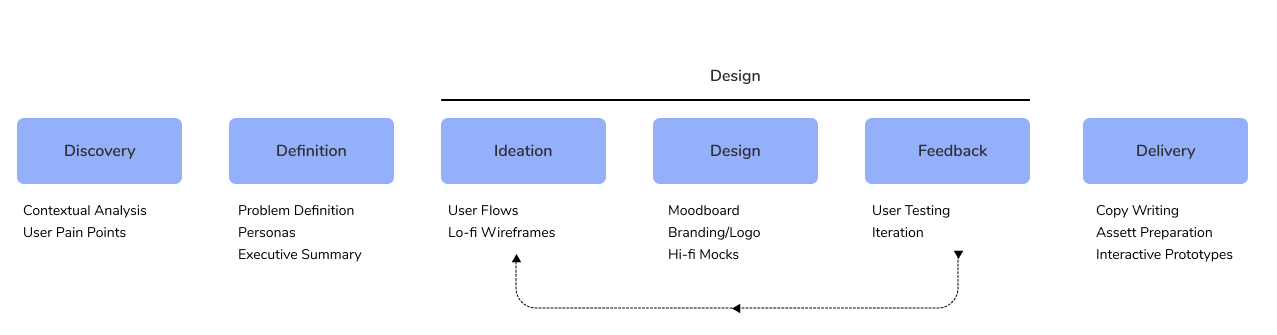 Design
Discovery
Contextual Analysis
User Pain Points
Definition
Problem Definition
Personas
Executive Summary
Ideation
User Flows
Lo-fi Wireframes
Design
Moodboard
Branding/Logo
Hi-fi Mocks
Feedback
User Testing
Iteration
Delivery
Copy Writing
Assett Preparation
Interactive Prototypes